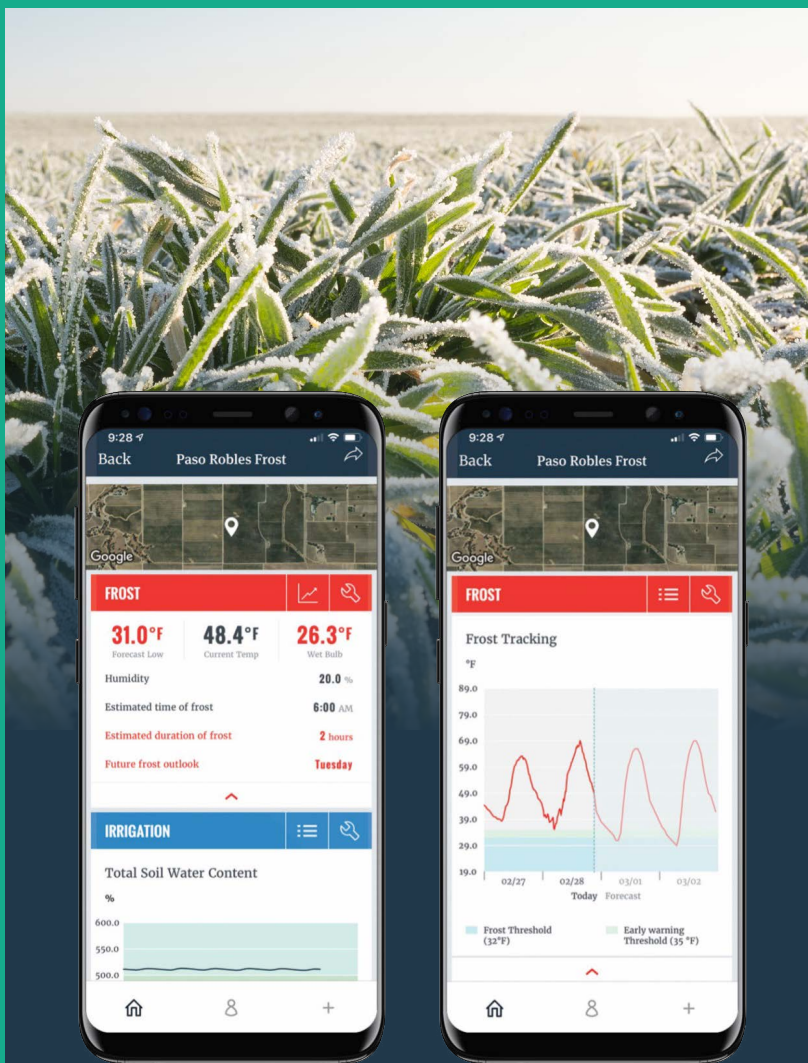 9:28
Back Paso Robles Frost
Google
FROST
31.0°F 48.4°F 26.3°F
Forecast Low Current Temp Wet Bulb
Humidity 20.0 %
Estimated time of frost 6:00 AM
Estimated duration of frost 2 hours
Future frost outlook Tuesday
IRRIGATION
Total Soil Water Content
%
600.0
550.0
500.0
9:28
Back Paso Robles Frost
Google
FROST
Frost Tracking
°F
89.0
79.0
69.0
59.0
49.0
39.0
29.0
19.0
02/27 02/28 03/01 03/02
Today Forecast
Frost Threshold
(32°F)
Early warning
Threshold (35 °F)